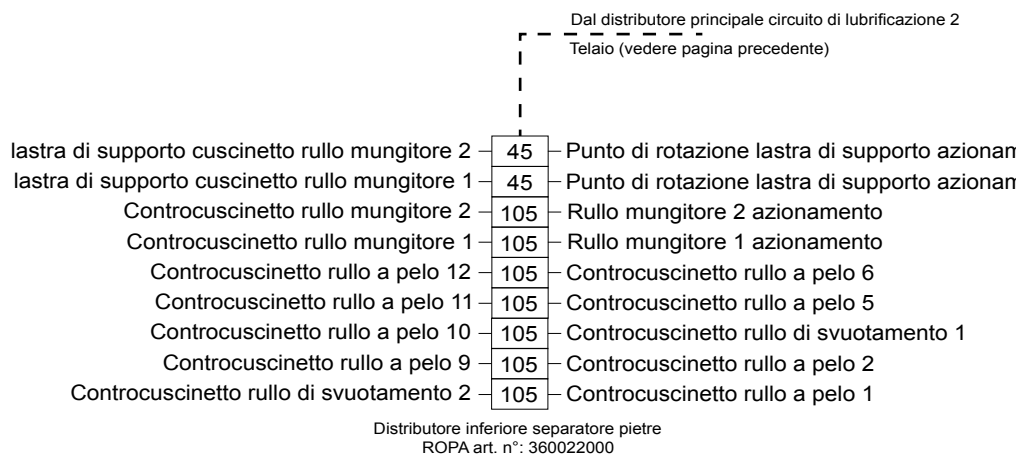 Dal distributore principale circuito di lubrificazione 2
Telaio (vedere pagina precedente)
lastra di supporto cuscinetto rullo mungitore 2 45 Punto di rotazione lastra di supporto
lastra di supporto cuscinetto rullo mungitore 1 45 Punto di rotazione lastra di supporto
Controcuscinetto rullo mungitore 2 105 Rullo mungitore 2 azionamento
Controcuscinetto rullo mungitore 1 105 Rullo mungitore 1 azionamento
Controcuscinetto rullo a pelo 12 105 Controcuscinetto rullo a pelo 6
Controcuscinetto rullo a pelo 11 105 Controcuscinetto rullo a pelo 5
Controcuscinetto rullo a pelo 10 105 Controcuscinetto rullo di svuotamento 1
Controcuscinetto rullo a pelo 9 105 Controcuscinetto rullo a pelo 2
Controcuscinetto rullo di svuotamento 2 105 Controcuscinetto rullo a pelo 1
Distributore inferiore separatore pietre
ROPA art. n°: 360022000